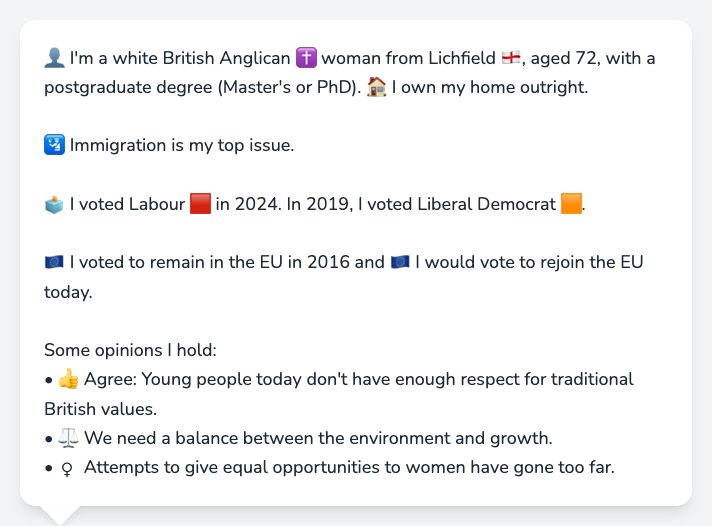 👤 I'm a white British Anglican ✝️ woman from Lichfield 🏴󠁧󠁢󠁥󠁮󠁧󠁿, aged 72, with a
postgraduate degree (Master's or PhD). 🏠 I own my home outright.
🛂 Immigration is my top issue.
🗳️ I voted Labour 🟥 in 2024. In 2019, I voted Liberal Democrat 🟧.
🇪🇺 I voted to remain in the EU in 2016 and 🇪🇺 I would vote to rejoin the EU
today.
Some opinions I hold:
• 👍 Agree: Young people today don't have enough respect for traditional
British values.
• ⚖️ We need a balance between the environment and growth.
• ♀ Attempts to give equal opportunities to women have gone too far.